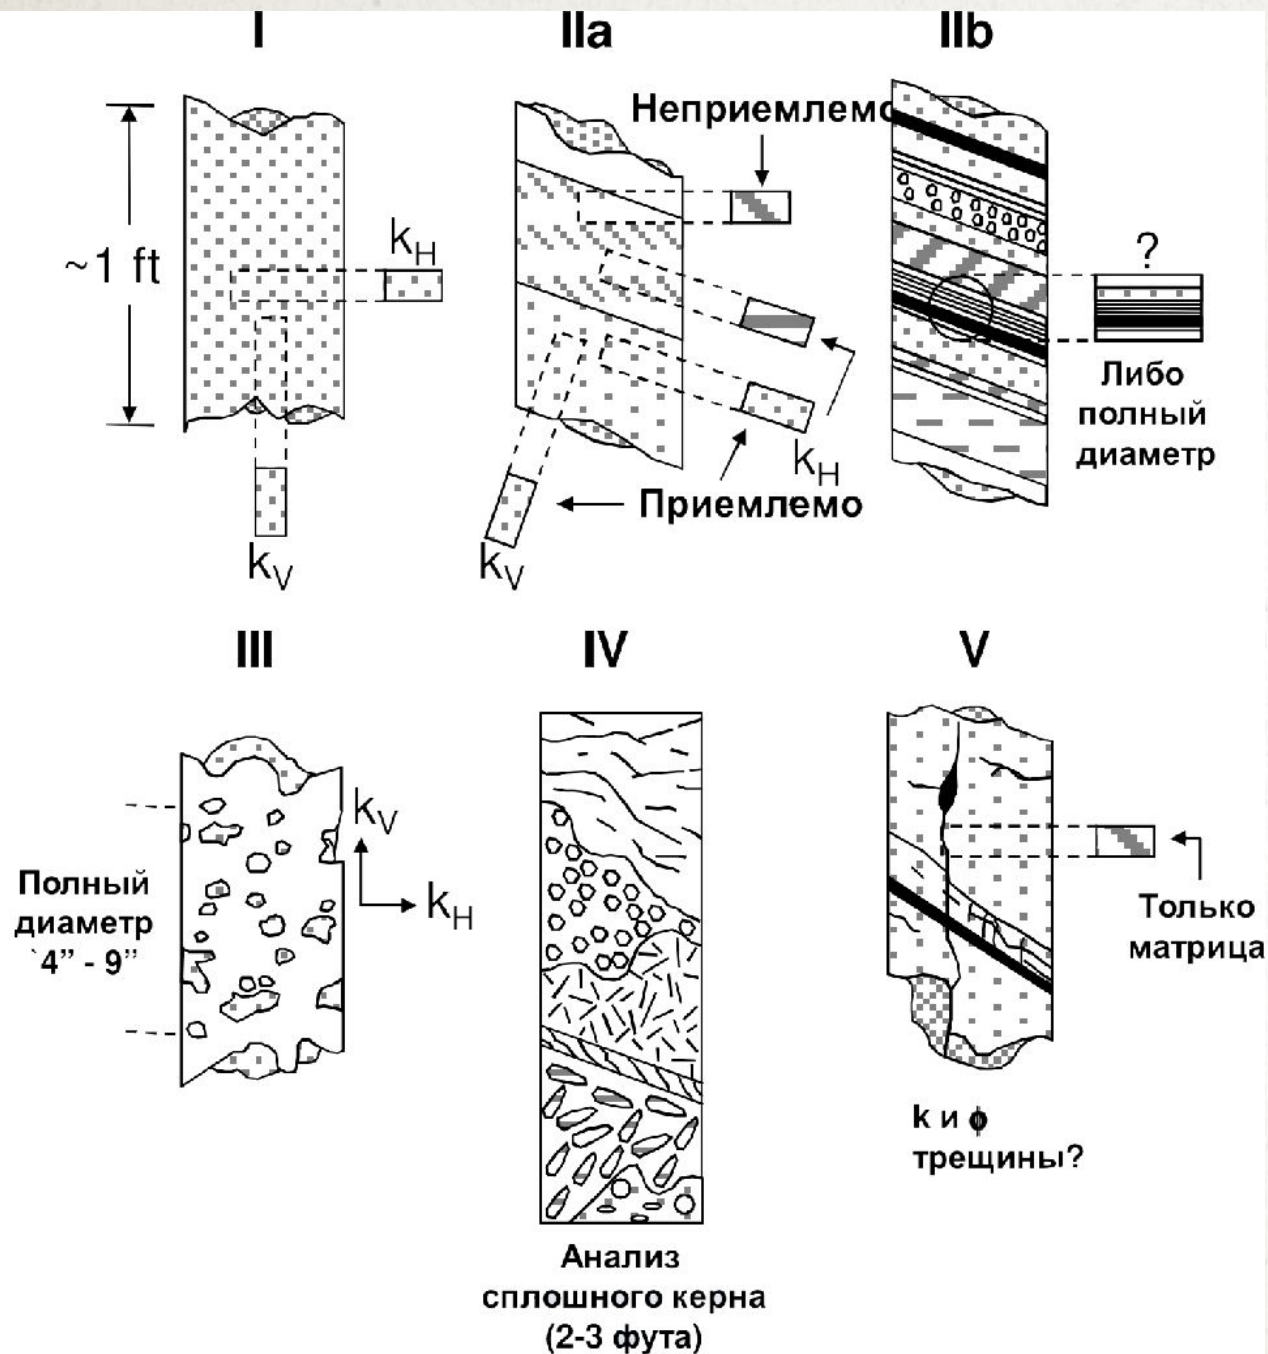 I
IIa
IIb
Неприемлемо
~1 ft
kH
kV
kH
Приемлемо
kV
?
Либо
полный
диаметр
III
IV
V
Полный
диаметр
`4” - 9”
kV
kH
Анализ
сплошного керна
(2-3 фута)
Только
матрица
k и ϕ
трещины?